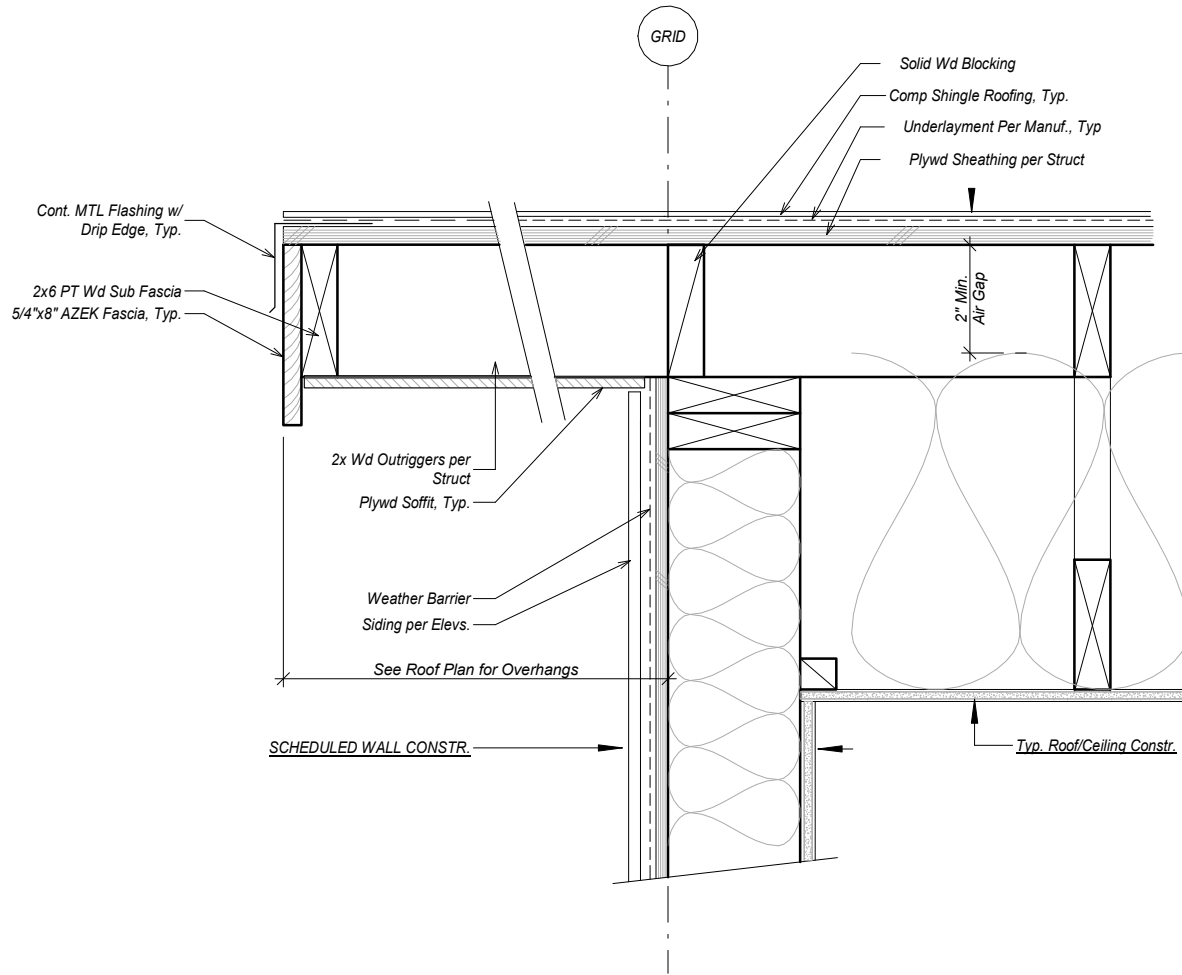 GRID
Solid Wd Blocking
Comp Shingle Roofing, Typ.
Underlayment Per Manuf., Typ
Plywd Sheathing per Struct
Cont. MTL Flashing w/
Drip Edge, Typ.
2x6 PT Wd Sub Fascia
5/4"x8" AZEK Fascia, Typ.
2" Min.
Air Gap
2x Wd Outriggers per
Struct
Plywd Soffit, Typ.
Weather Barrier
Siding per Elevs.
See Roof Plan for Overhangs
SCHEDULED WALL CONSTR.
Typ. Roof/Ceiling Constr.